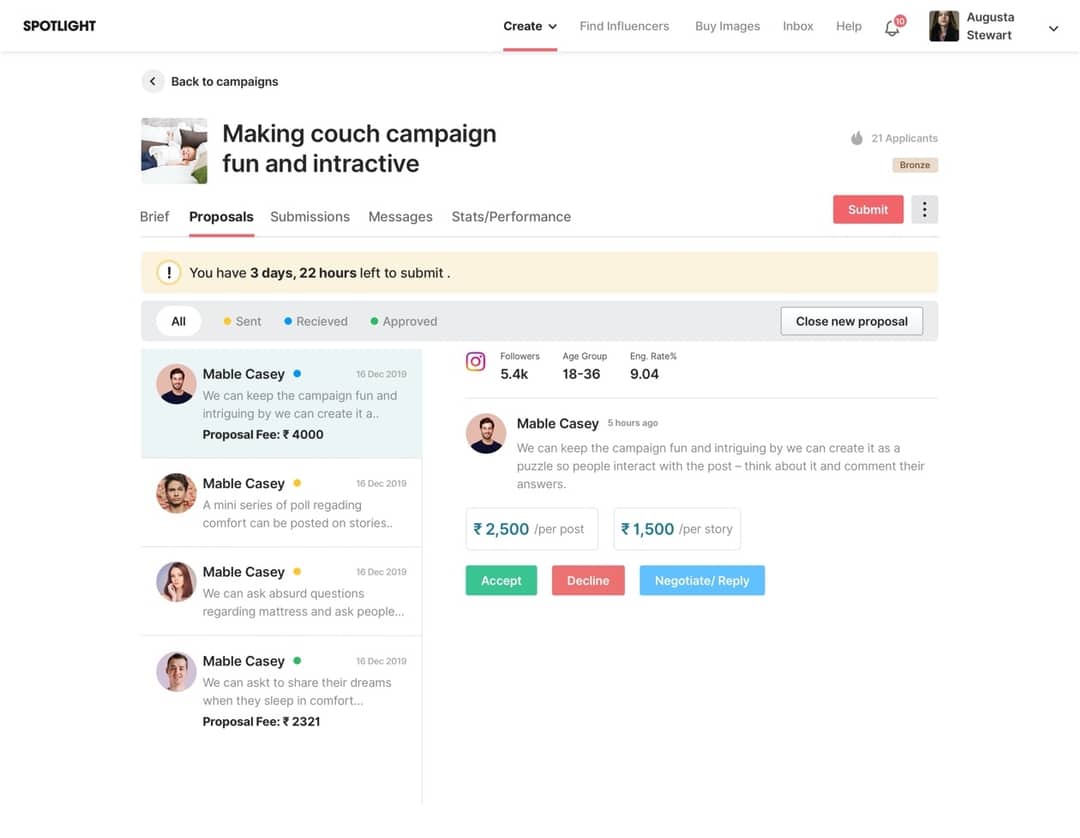 SPOTLIGHT
Create
Find Influencers
Buy Images
Inbox
Help
10
Augusta
Stewart
Back to campaigns
Making couch campaign
fun and intractive
21 Applicants
Bronze
Brief
Proposals
Submissions
Messages
Stats/Performance
Submit
! You have 3 days, 22 hours left to submit .
All
Sent
Recieved
Approved
Close new proposal
Mable Casey
16 Dec 2019
We can keep the campaign fun and
intriguing by we can create it a..
Proposal Fee: ₹ 4000
Mable Casey
16 Dec 2019
A mini series of poll regading
comfort can be posted on stories..
Mable Casey
16 Dec 2019
We can ask absurd questions
regarding mattress and ask people...
Mable Casey
16 Dec 2019
We can askt to share their dreams
when they sleep in comfort...
Proposal Fee: ₹ 2321
Followers
5.4k
Age Group
18-36
Eng. Rate%
9.04
Mable Casey
5 hours ago
We can keep the campaign fun and intriguing by we can create it as a
puzzle so people interact with the post – think about it and comment their
answers.
₹ 2,500 /per post
₹ 1,500 /per story
Accept
Decline
Negotiate/ Reply